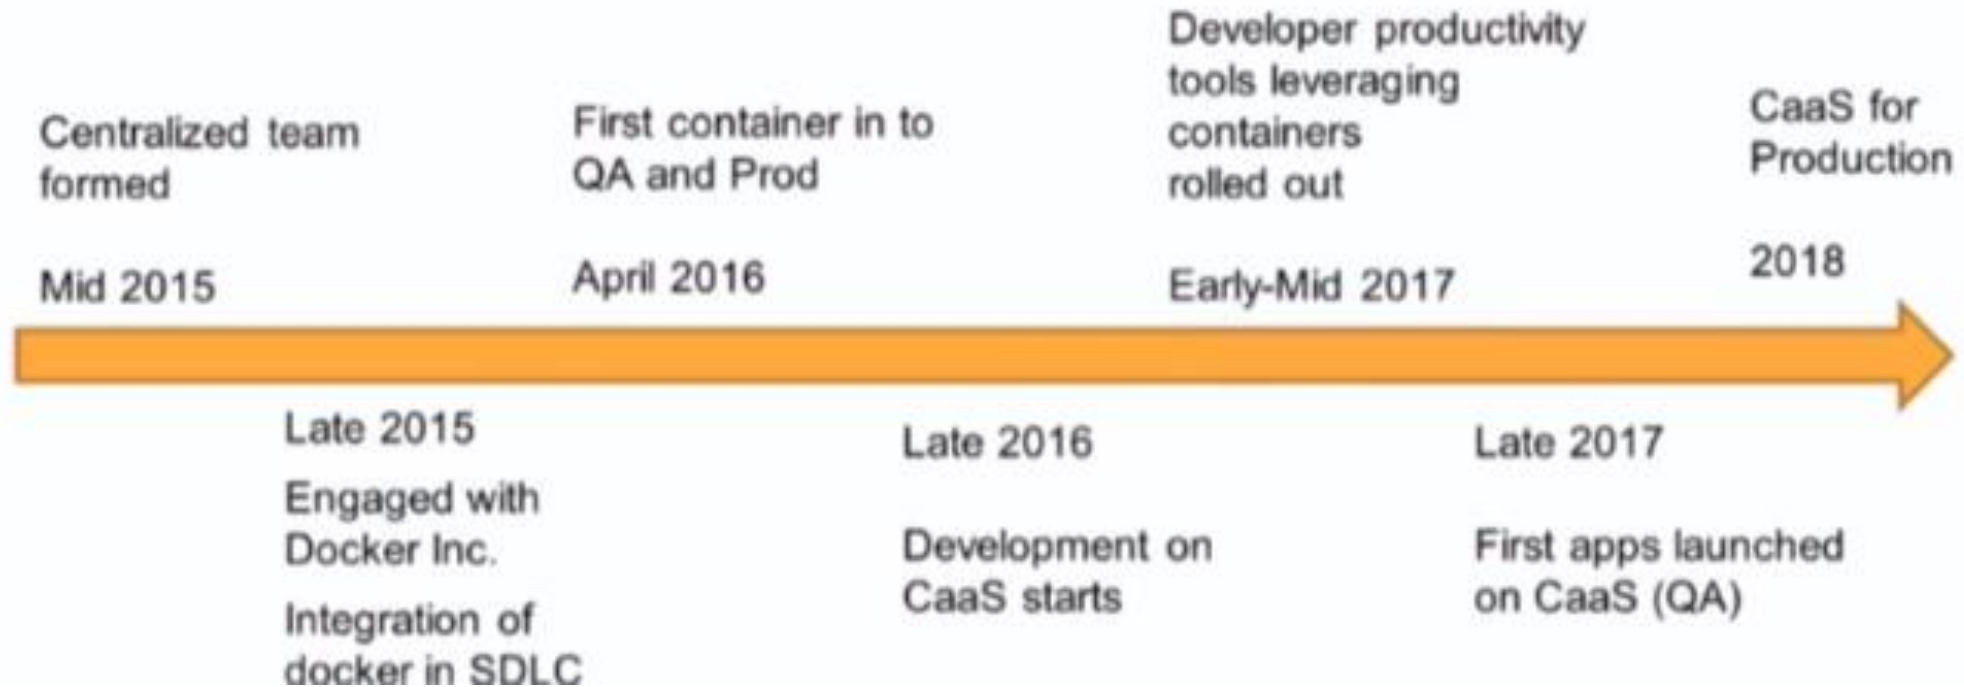 Centralized team
formed
Mid 2015
Late 2015
Engaged with
Docker Inc.
Integration of
docker in SDLC
First container in to
QA and Prod
April 2016
Late 2016
Development on
CaaS starts
Developer productivity
tools leveraging
containers
rolled out
Early-Mid 2017
Late 2017
First apps launched
on CaaS (QA)
CaaS for
Production
2018